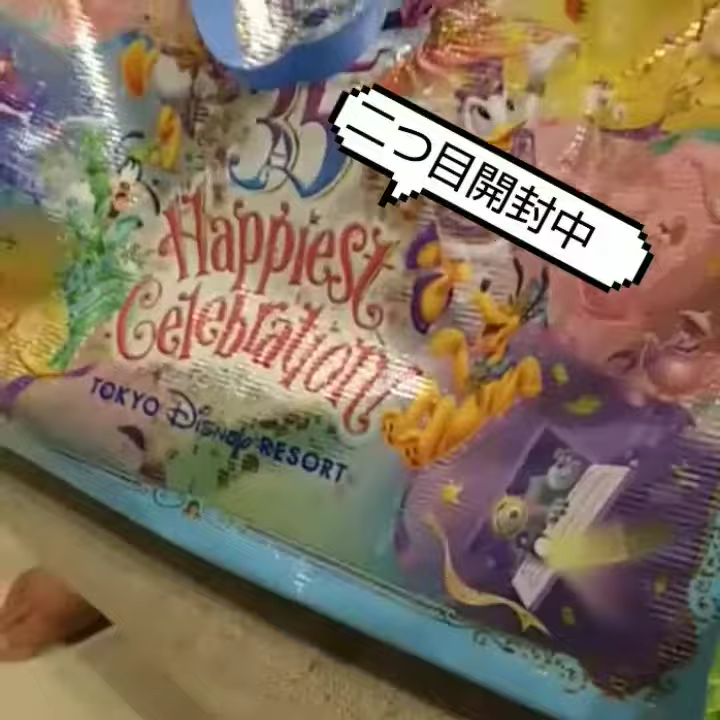 35
二つ目開封中
Happiest
Celebration!
TOKYO Disney RESORT